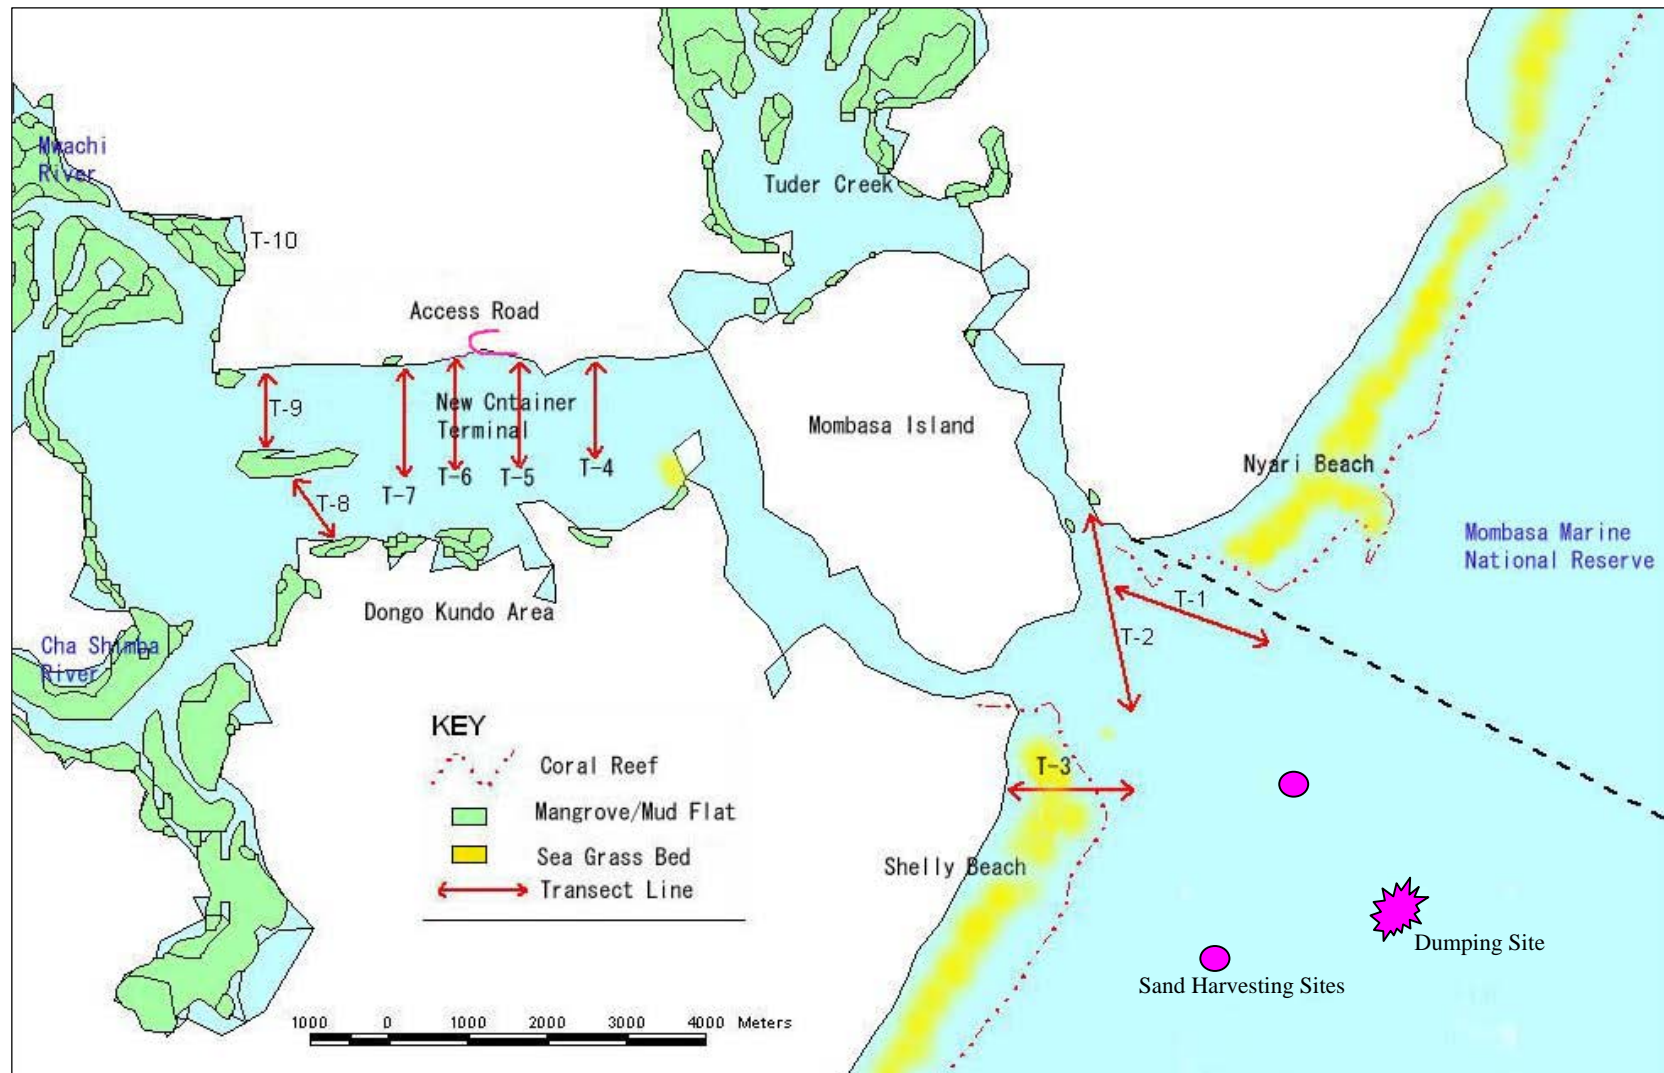 Mwachi
River
Tuder Creek
T-10
Access Road
T-9
New Cntainer
Terminal
Mombasa Island
T-4
T-5
T-6
T-7
T-8
Nyari Beach
Mombasa Marine
National Reserve
T-1
T-2
Dongo Kundo Area
Cha Shimba
River
KEY
Coral Reef
Mangrove/Mud Flat
Sea Grass Bed
Transect Line
T-3
Shelly Beach
Dumping Site
Sand Harvesting Sites
1000 0 1000 2000 3000 4000 Meters